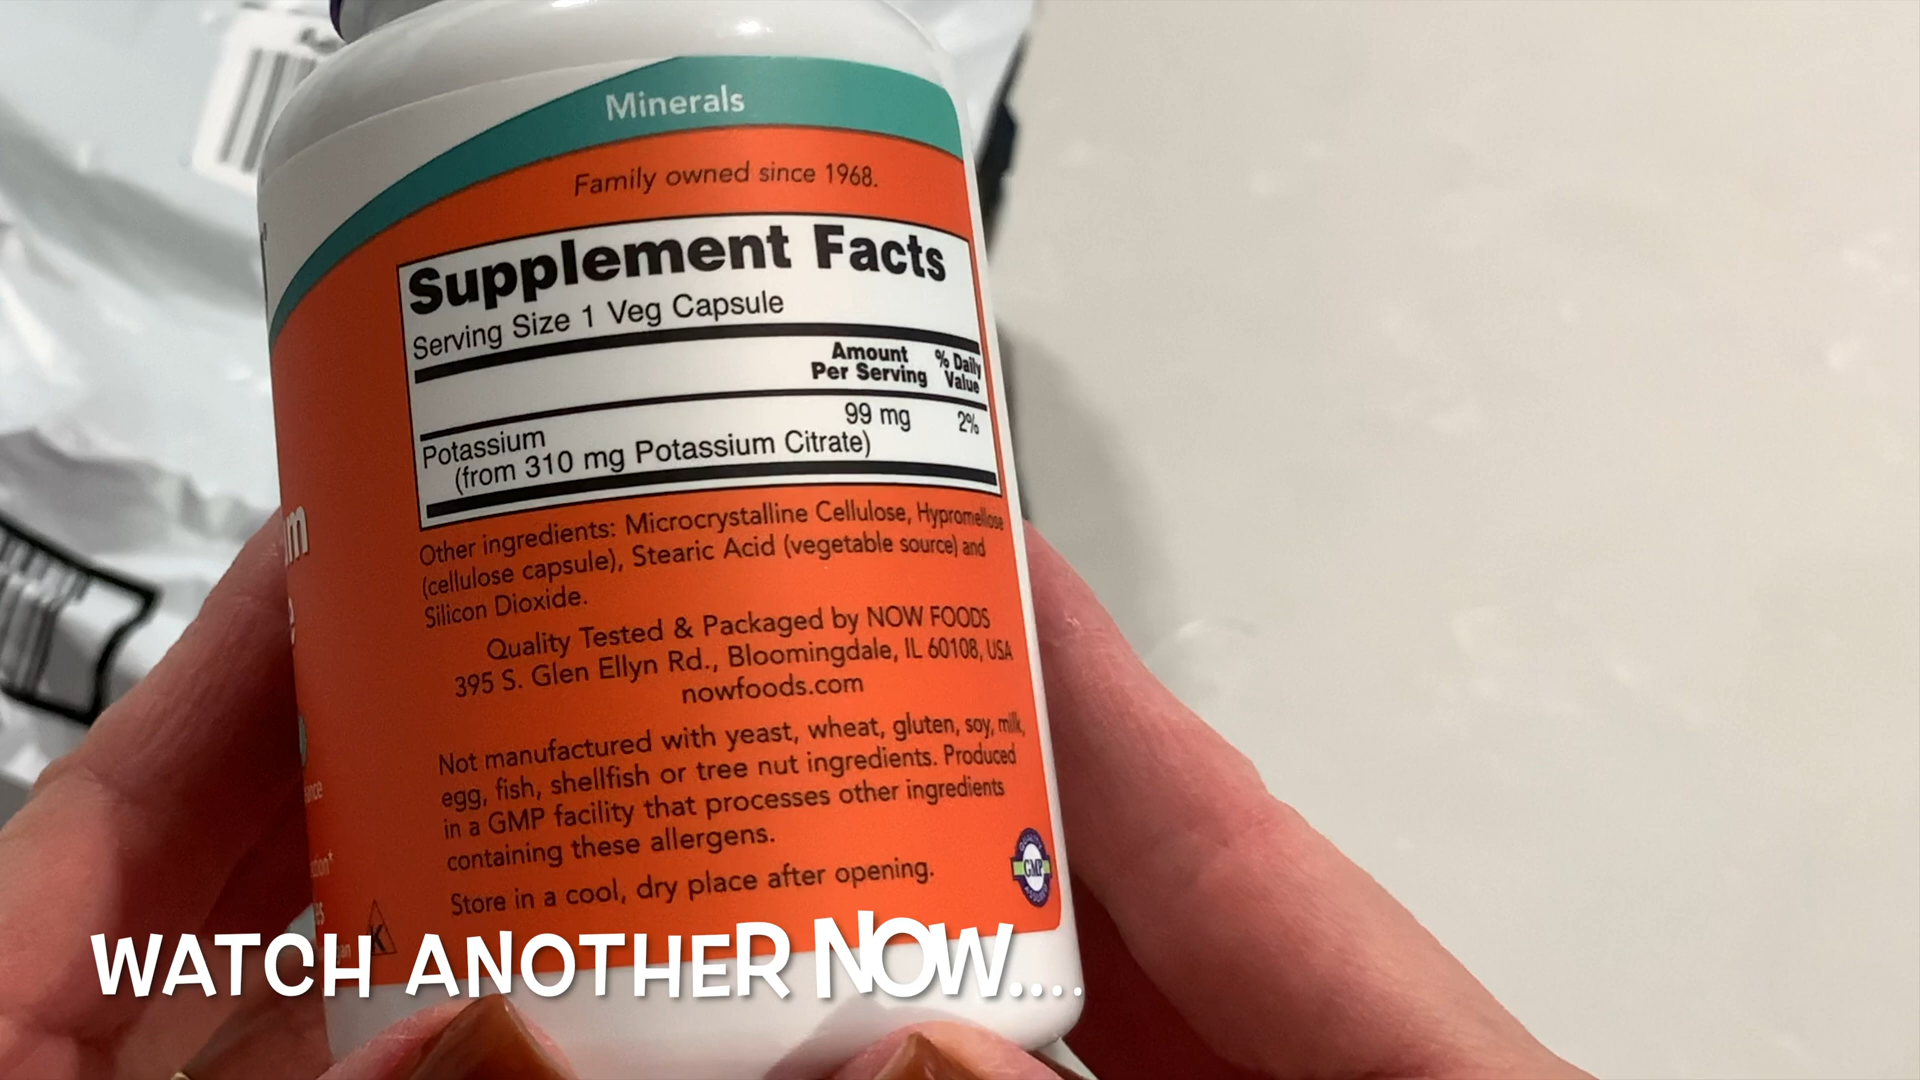 Minerals
Family owned since 1968.
Supplement Facts
Serving Size 1 Veg Capsule
Amount Per Serving
% Daily Value
Potassium 99 mg 2%
(from 310 mg Potassium Citrate)
Other ingredients: Microcrystalline Cellulose, Hypromellose
(cellulose capsule), Stearic Acid (vegetable source) and
Silicon Dioxide.
Quality Tested & Packaged by NOW FOODS
395 S. Glen Ellyn Rd., Bloomingdale, IL 60108, USA
nowfoods.com
Not manufactured with yeast, wheat, gluten, soy, milk,
egg, fish, shellfish or tree nut ingredients. Produced
in a GMP facility that processes other ingredients
containing these allergens.
Store in a cool, dry place after opening.
GMP
K
WATCH ANOTHER NOW....